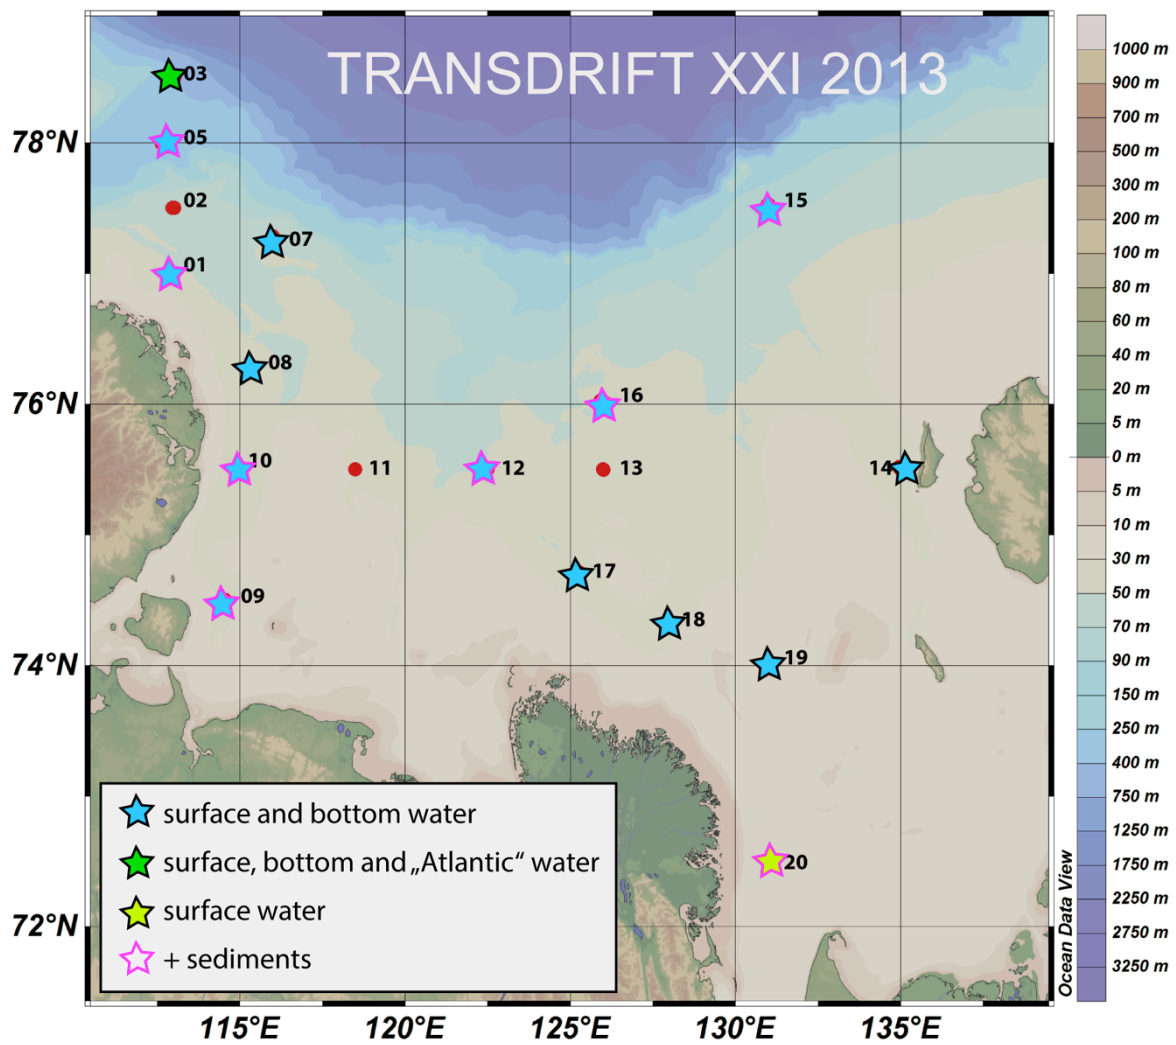 TRANSDRIFT XXI 2013
03
05
02
07
01
15
08
16
10
11
12
13
14
09
17
18
19
20
78°N
76°N
74°N
72°N
115°E
120°E
125°E
130°E
135°E
surface and bottom water
surface, bottom and „Atlantic“ water
surface water
+ sediments
Ocean Data View
1000 m
900 m
700 m
500 m
300 m
200 m
100 m
80 m
60 m
40 m
20 m
5 m
0 m
5 m
10 m
30 m
50 m
70 m
90 m
150 m
250 m
400 m
750 m
1250 m
1750 m
2250 m
2750 m
3250 m